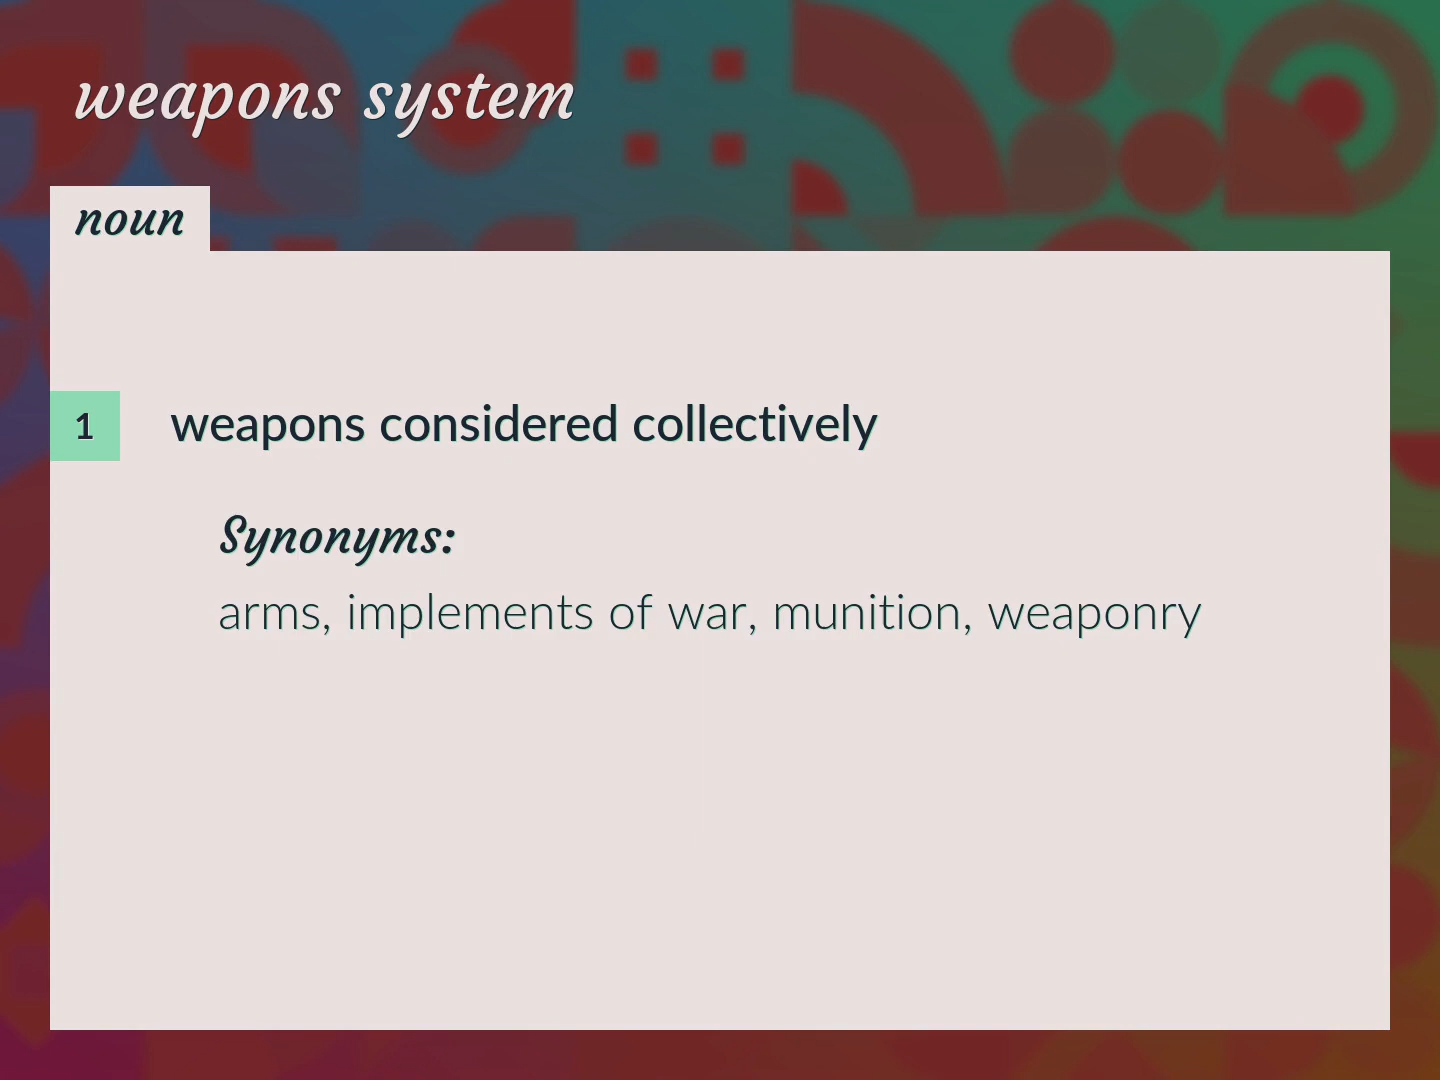 weapons system
noun
1 weapons considered collectively
Synonyms:
arms, implements of war, munition, weaponry